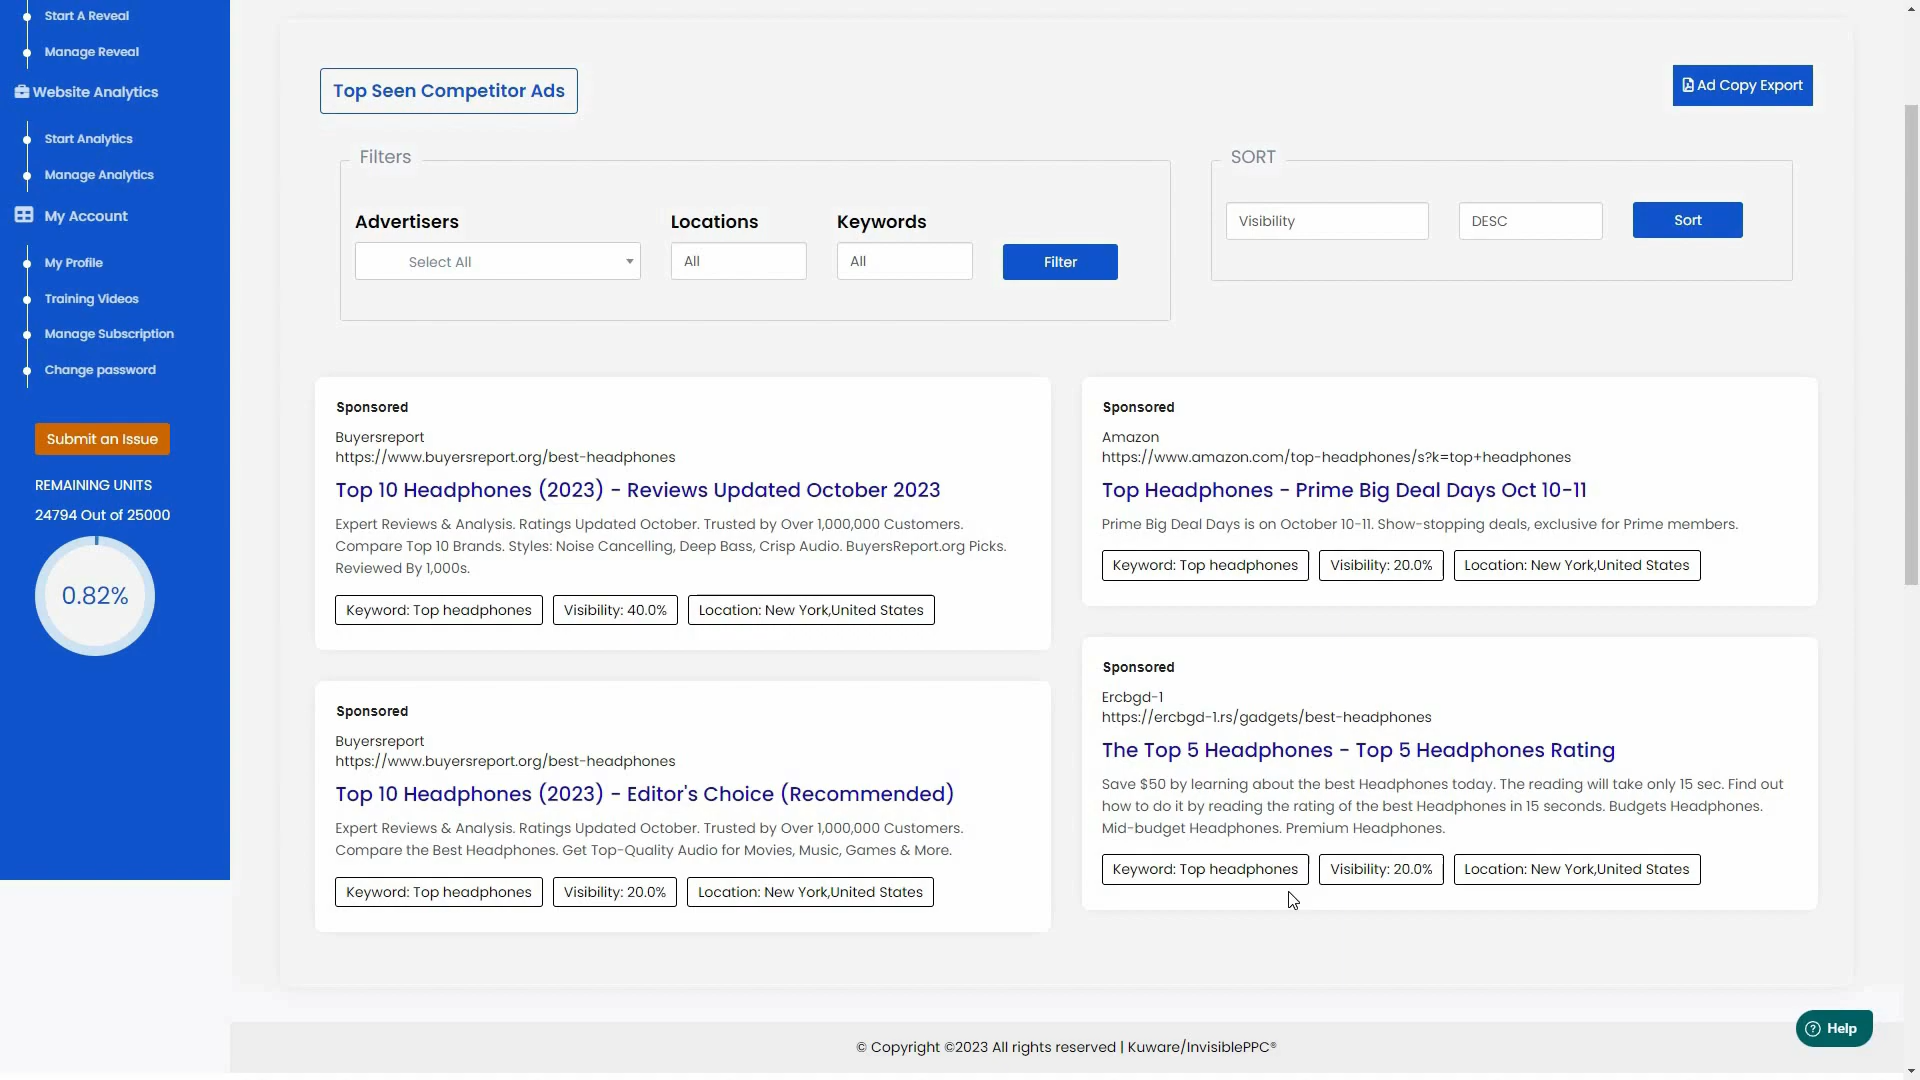 Start A Reveal
Manage Reveal
Website Analytics
Start Analytics
Manage Analytics
My Account
My Profile
Training Videos
Manage Subscription
Change password
Submit an Issue
REMAINING UNITS
24794 Out of 25000
0.82%
Top Seen Competitor Ads
Ad Copy Export
Filters
Advertisers
Locations
Keywords
Select All
All
All
Filter
SORT
Visibility
DESC
Sort
Sponsored
Buyersreport
https://www.buyersreport.org/best-headphones
Top 10 Headphones (2023) - Reviews Updated October 2023
Expert Reviews & Analysis. Ratings Updated October. Trusted by Over 1,000,000 Customers.
Compare Top 10 Brands. Styles: Noise Cancelling, Deep Bass, Crisp Audio. BuyersReport.org Picks.
Reviewed By 1,000s.
Keyword: Top headphones
Visibility: 40.0%
Location: New York,United States
Sponsored
Buyersreport
https://www.buyersreport.org/best-headphones
Top 10 Headphones (2023) - Editor's Choice (Recommended)
Expert Reviews & Analysis. Ratings Updated October. Trusted by Over 1,000,000 Customers.
Compare the Best Headphones. Get Top-Quality Audio for Movies, Music, Games & More.
Keyword: Top headphones
Visibility: 20.0%
Location: New York,United States
Sponsored
Amazon
https://www.amazon.com/top-headphones/s?k=top+headphones
Top Headphones - Prime Big Deal Days Oct 10-11
Prime Big Deal Days is on October 10-11. Show-stopping deals, exclusive for Prime members.
Keyword: Top headphones
Visibility: 20.0%
Location: New York,United States
Sponsored
Ercbgd-1
https://ercbgd-1.rs/gadgets/best-headphones
The Top 5 Headphones - Top 5 Headphones Rating
Save $50 by learning about the best Headphones today. The reading will take only 15 sec. Find out
how to do it by reading the rating of the best Headphones in 15 seconds. Budgets Headphones.
Mid-budget Headphones. Premium Headphones.
Keyword: Top headphones
Visibility: 20.0%
Location: New York,United States
© Copyright ©2023 All rights reserved | Kuware/InvisiblePPC®
Help